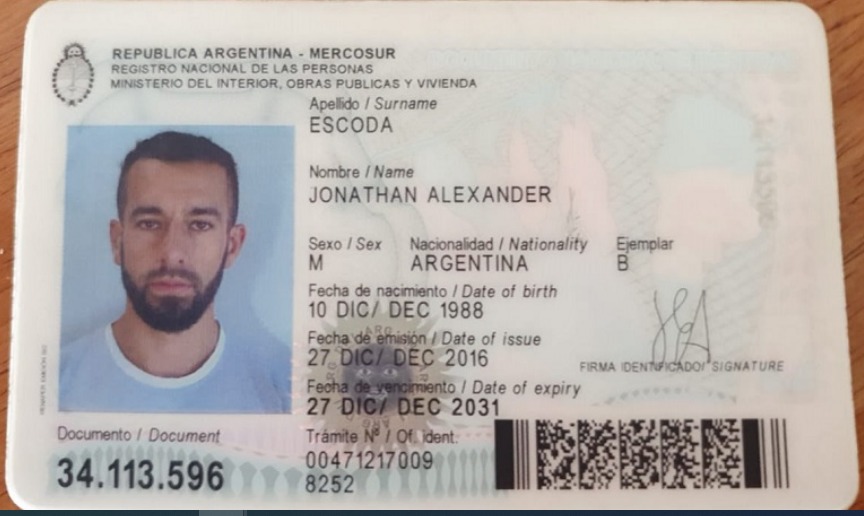 REPUBLICA ARGENTINA - MERCOSUR
REGISTRO NACIONAL DE LAS PERSONAS
MINISTERIO DEL INTERIOR, OBRAS PUBLICAS Y VIVIENDA
Apellido / Surname
ESCODA
Nombre / Name
JONATHAN ALEXANDER
Sexo / Sex Nacionalidad / Nationality Ejemplar
M ARGENTINA B
Fecha de nacimiento / Date of birth
10 DIC/ DEC 1988
Fecha de emisión / Date of issue
27 DIC/ DEC 2016
FIRMA IDENTIFICADO/ SIGNATURE
Fecha de vencimiento / Date of expiry
27 DIC/ DEC 2031
Documento / Document
34.113.596
Trámite Nº / Of. Ident.
00471217009
8252